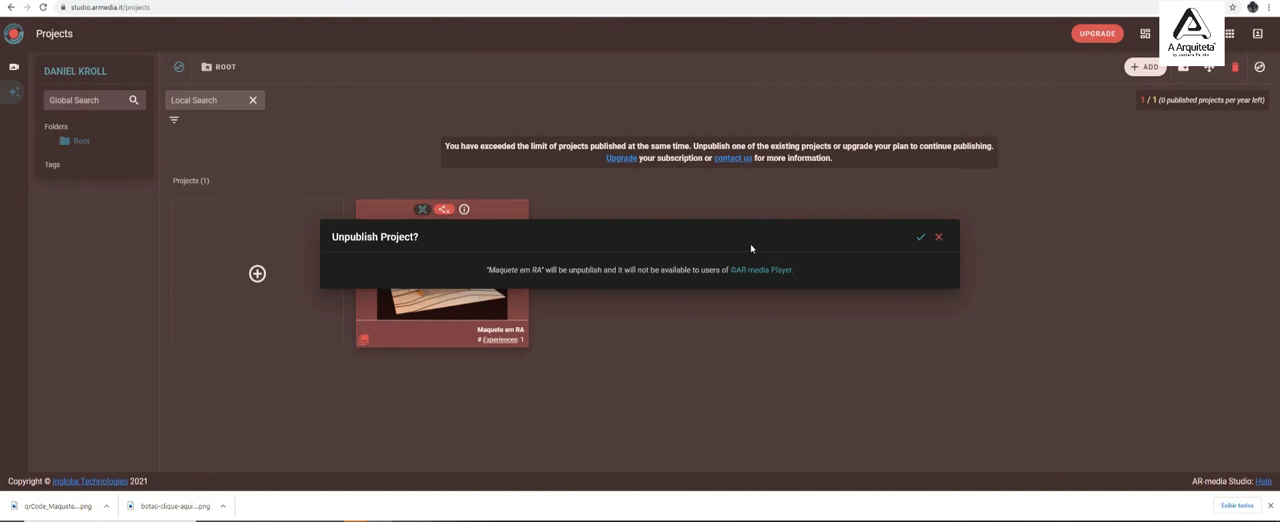 studio.armedia.it/projects
Projects
UPGRADE
A Arquiteta
DANIEL KROLL
ROOT
+ ADD
Global Search
Local Search
1 / 1 (0 published projects per year left)
Folders
Root
Tags
You have exceeded the limit of projects published at the same time. Unpublish one of the existing projects or upgrade your plan to continue publishing.
Upgrade your subscription or contact us for more information.
Projects (1)
Unpublish Project?
"Maquete em RA" will be unpublish and it will not be available to users of ©AR-media Player.
Maquete em RA
# Experiences: 1
Copyright © Inglobe Technologies 2021
AR-media Studio: Help
qrCode_Maquete....png
botao-clique-aqui....png
Exibir todos